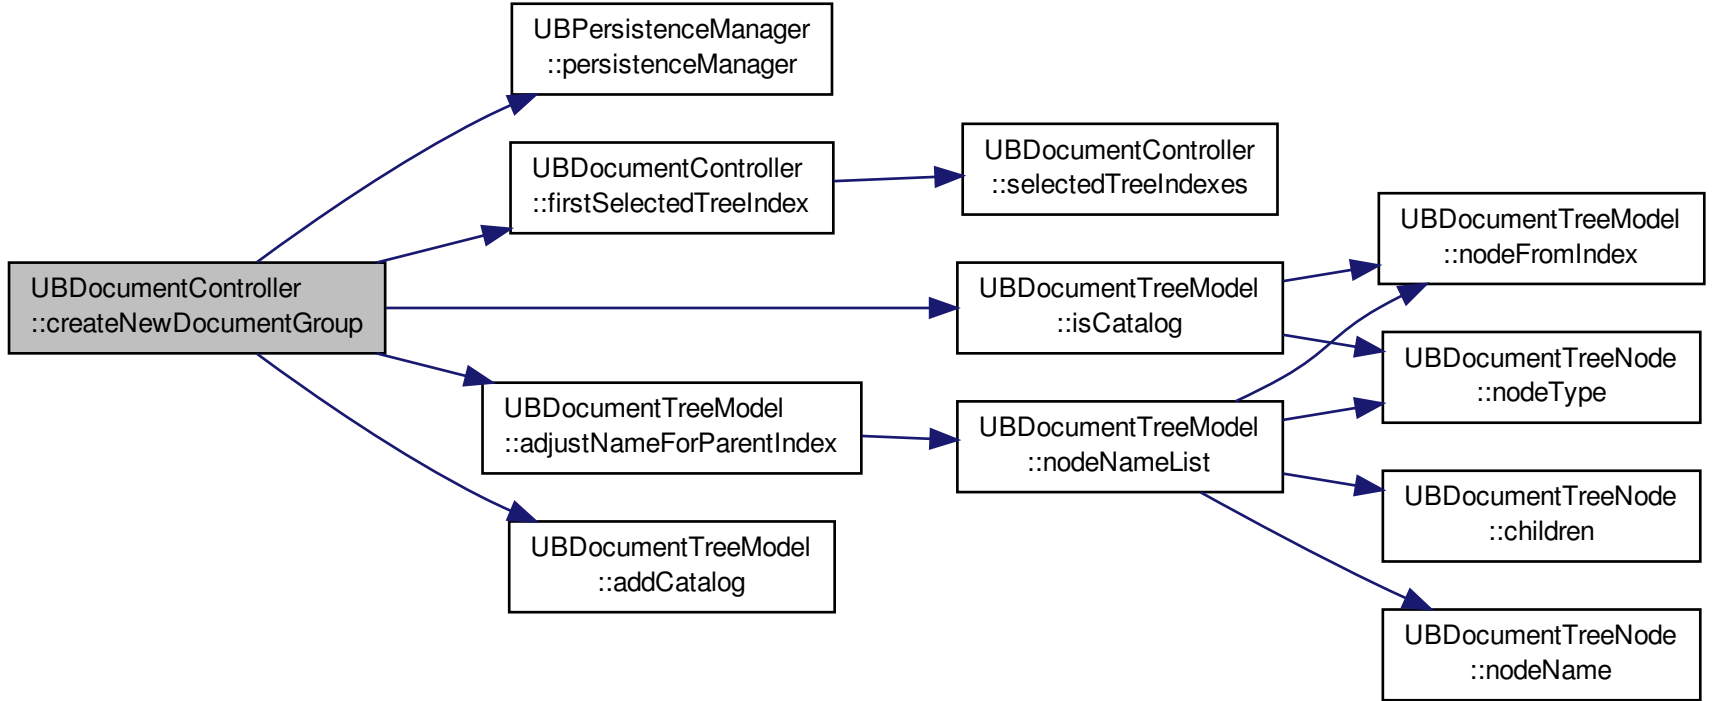 UBPersistenceManager
::persistenceManager
UBDocumentController
::firstSelectedTreeIndex
UBDocumentController
::selectedTreeIndexes
UBDocumentTreeModel
::nodeFromIndex
UBDocumentController
::createNewDocumentGroup
UBDocumentTreeModel
::isCatalog
UBDocumentTreeNode
::nodeType
UBDocumentTreeModel
::adjustNameForParentIndex
UBDocumentTreeModel
::nodeNameList
UBDocumentTreeNode
::children
UBDocumentTreeModel
::addCatalog
UBDocumentTreeNode
::nodeName